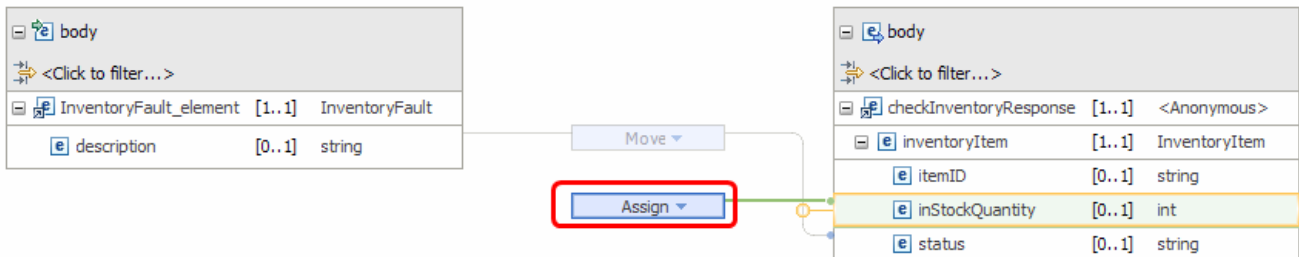 body
<Click to filter...>
InventoryFault_element [1..1] InventoryFault
description [0..1] string
Move
Assign
body
<Click to filter...>
checkInventoryResponse [1..1] <Anonymous>
inventoryItem [1..1] InventoryItem
itemID [0..1] string
inStockQuantity [0..1] int
status [0..1] string